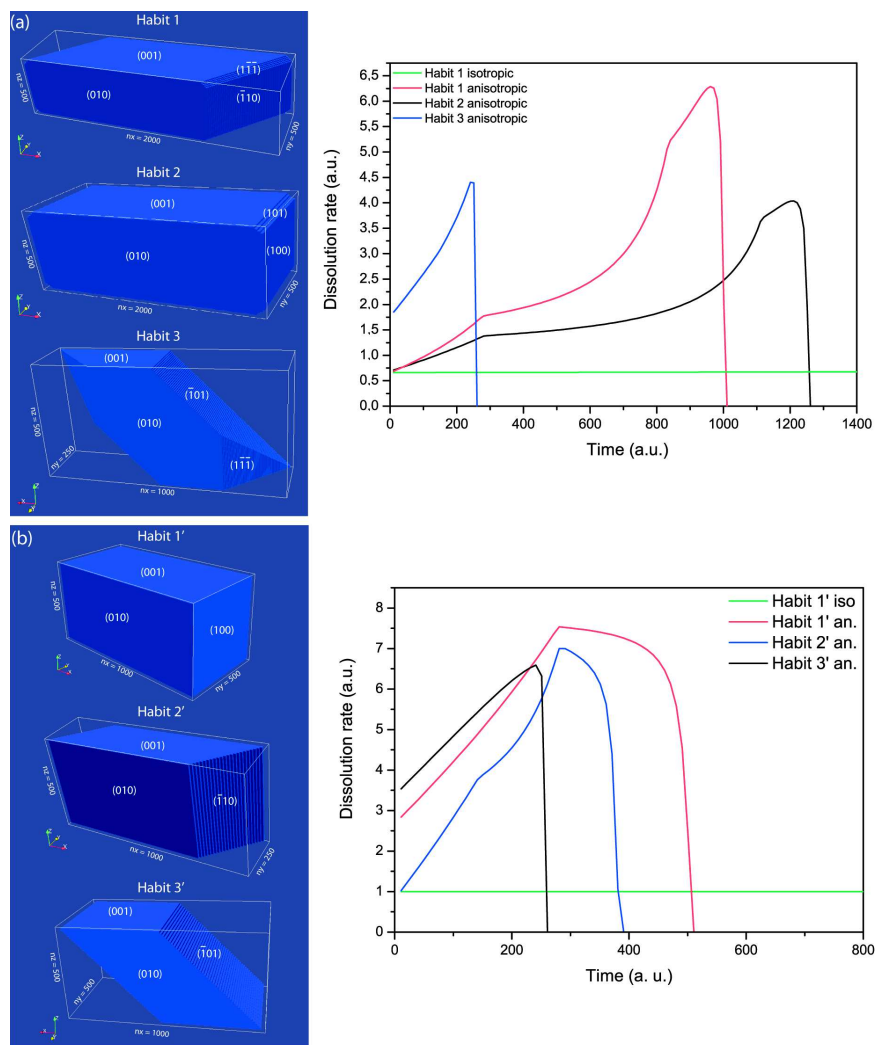 (a)
Habit 1
(001)
(11̅1̅)
(010)
(1̅10)
nz = 500
nx = 2000
ny = 500
z
y
x
Habit 2
(001)
(101)
(010)
(100)
nz = 500
nx = 2000
ny = 500
z
y
x
Habit 3
(001)
(1̅01)
(010)
(11̅1̅)
nz = 500
ny = 250
nx = 1000
z
x
y
Habit 1 isotropic
Habit 1 anisotropic
Habit 2 anisotropic
Habit 3 anisotropic
Dissolution rate (a.u.)
6,5
6.0
5.5
5.0
4.5
4.0
3.5
3.0
2.5
2.0
1.5
1.0
0.5
0.0
0 200 400 600 800 1000 1200 1400
Time (a.u.)
(b)
Habit 1'
(001)
(010)
(100)
nz = 500
nx = 1000
ny = 500
z
y
x
Habit 2'
(001)
(010)
(1̅10)
nz = 500
nx = 1000
ny = 250
z
y
x
Habit 3'
(001)
(1̅01)
(010)
nz = 500
ny = 500
nx = 1000
z
x
y
Habit 1' iso
Habit 1' an.
Habit 2' an.
Habit 3' an.
Dissolution rate (a.u.)
8
7
6
5
4
3
2
1
0
0 200 400 600 800
Time (a. u.)